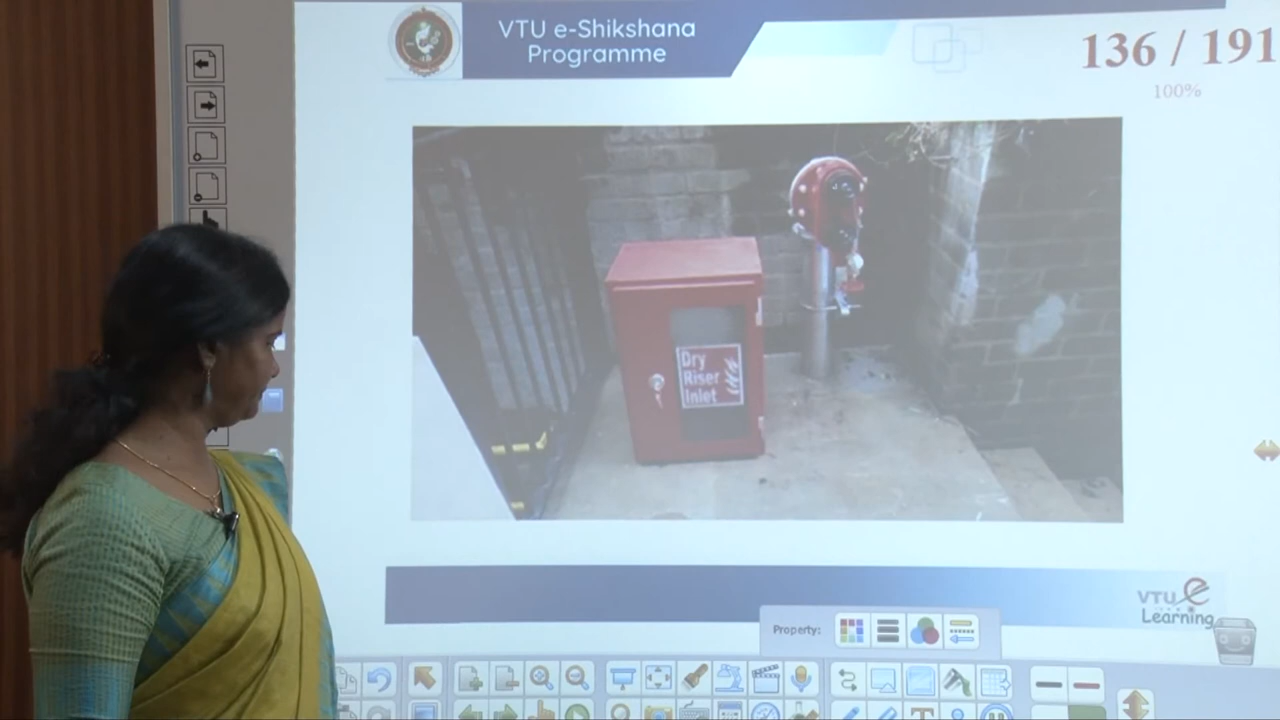 VTU e-Shikshana
Programme
136 / 191
100%
Dry
Riser
Inlet
VTU e
Learning
Property: